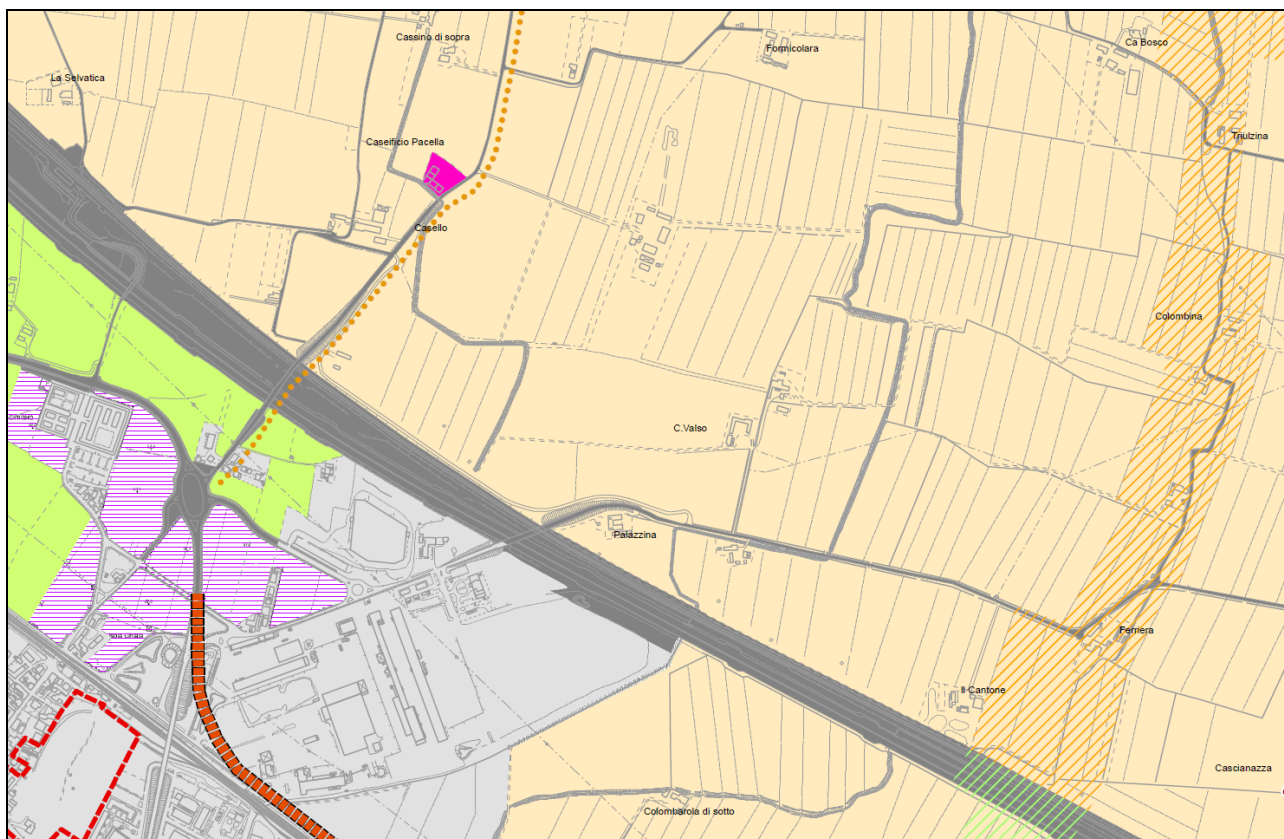 Cassino di sopra
Formicolara
Ca Bosco
La Selvatica
Triulzina
Caseificio Pacella
Casello
Colombina
C.Valso
Palazzina
Ferriera
Cantone
Cascianazza
Colombarola di sotto